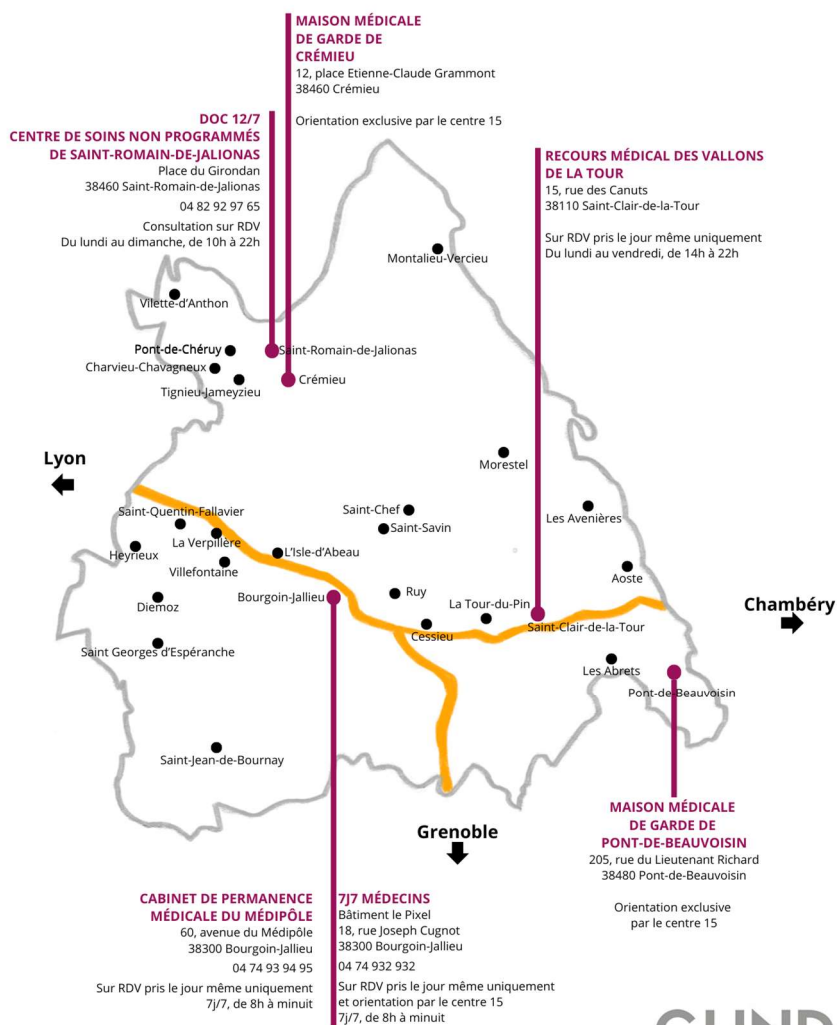 MAISON MÉDICALE
DE GARDE DE
CRÉMIEU
12, place Etienne-Claude Grammont
38460 Crémieu
Orientation exclusive par le centre 15
DOC 12/7
CENTRE DE SOINS NON PROGRAMMÉS
DE SAINT-ROMAIN-DE-JALIONAS
Place du Girondan
38460 Saint-Romain-de-Jalionas
04 82 92 97 65
Consultation sur RDV
Du lundi au dimanche, de 10h à 22h
RECOURS MÉDICAL DES VALLONS
DE LA TOUR
15, rue des Canuts
38110 Saint-Clair-de-la-Tour
Sur RDV pris le jour même uniquement
Du lundi au vendredi, de 14h à 22h
Montalieu-Vercieu
Vilette-d'Anthon
Pont-de-Chéruy
Saint-Romain-de-Jalionas
Charvieu-Chavagneux
Tignieu-Jameyzieu
Crémieu
Lyon
Morestel
Saint-Quentin-Fallavier
Saint-Chef
Les Avenières
Saint-Savin
La Verpillère
Heyrieux
L'Isle-d'Abeau
Villefontaine
Aoste
Diemoz
Bourgoin-Jallieu
Ruy
La Tour-du-Pin
Chambéry
Saint-Clair-de-la-Tour
Cessieu
Saint Georges d'Espéranche
Les Abrets
Pont-de-Beauvoisin
Saint-Jean-de-Bournay
Grenoble
MAISON MÉDICALE
DE GARDE DE
PONT-DE-BEAUVOISIN
205, rue du Lieutenant Richard
38480 Pont-de-Beauvoisin
Orientation exclusive
par le centre 15
CABINET DE PERMANENCE
MÉDICALE DU MÉDIPÔLE
60, avenue du Médipôle
38300 Bourgoin-Jallieu
04 74 93 94 95
Sur RDV pris le jour même uniquement
7j/7, de 8h à minuit
7J7 MÉDECINS
Bâtiment le Pixel
18, rue Joseph Cugnot
38300 Bourgoin-Jallieu
04 74 932 932
Sur RDV pris le jour même uniquement
et orientation par le centre 15
7j/7, de 8h à minuit